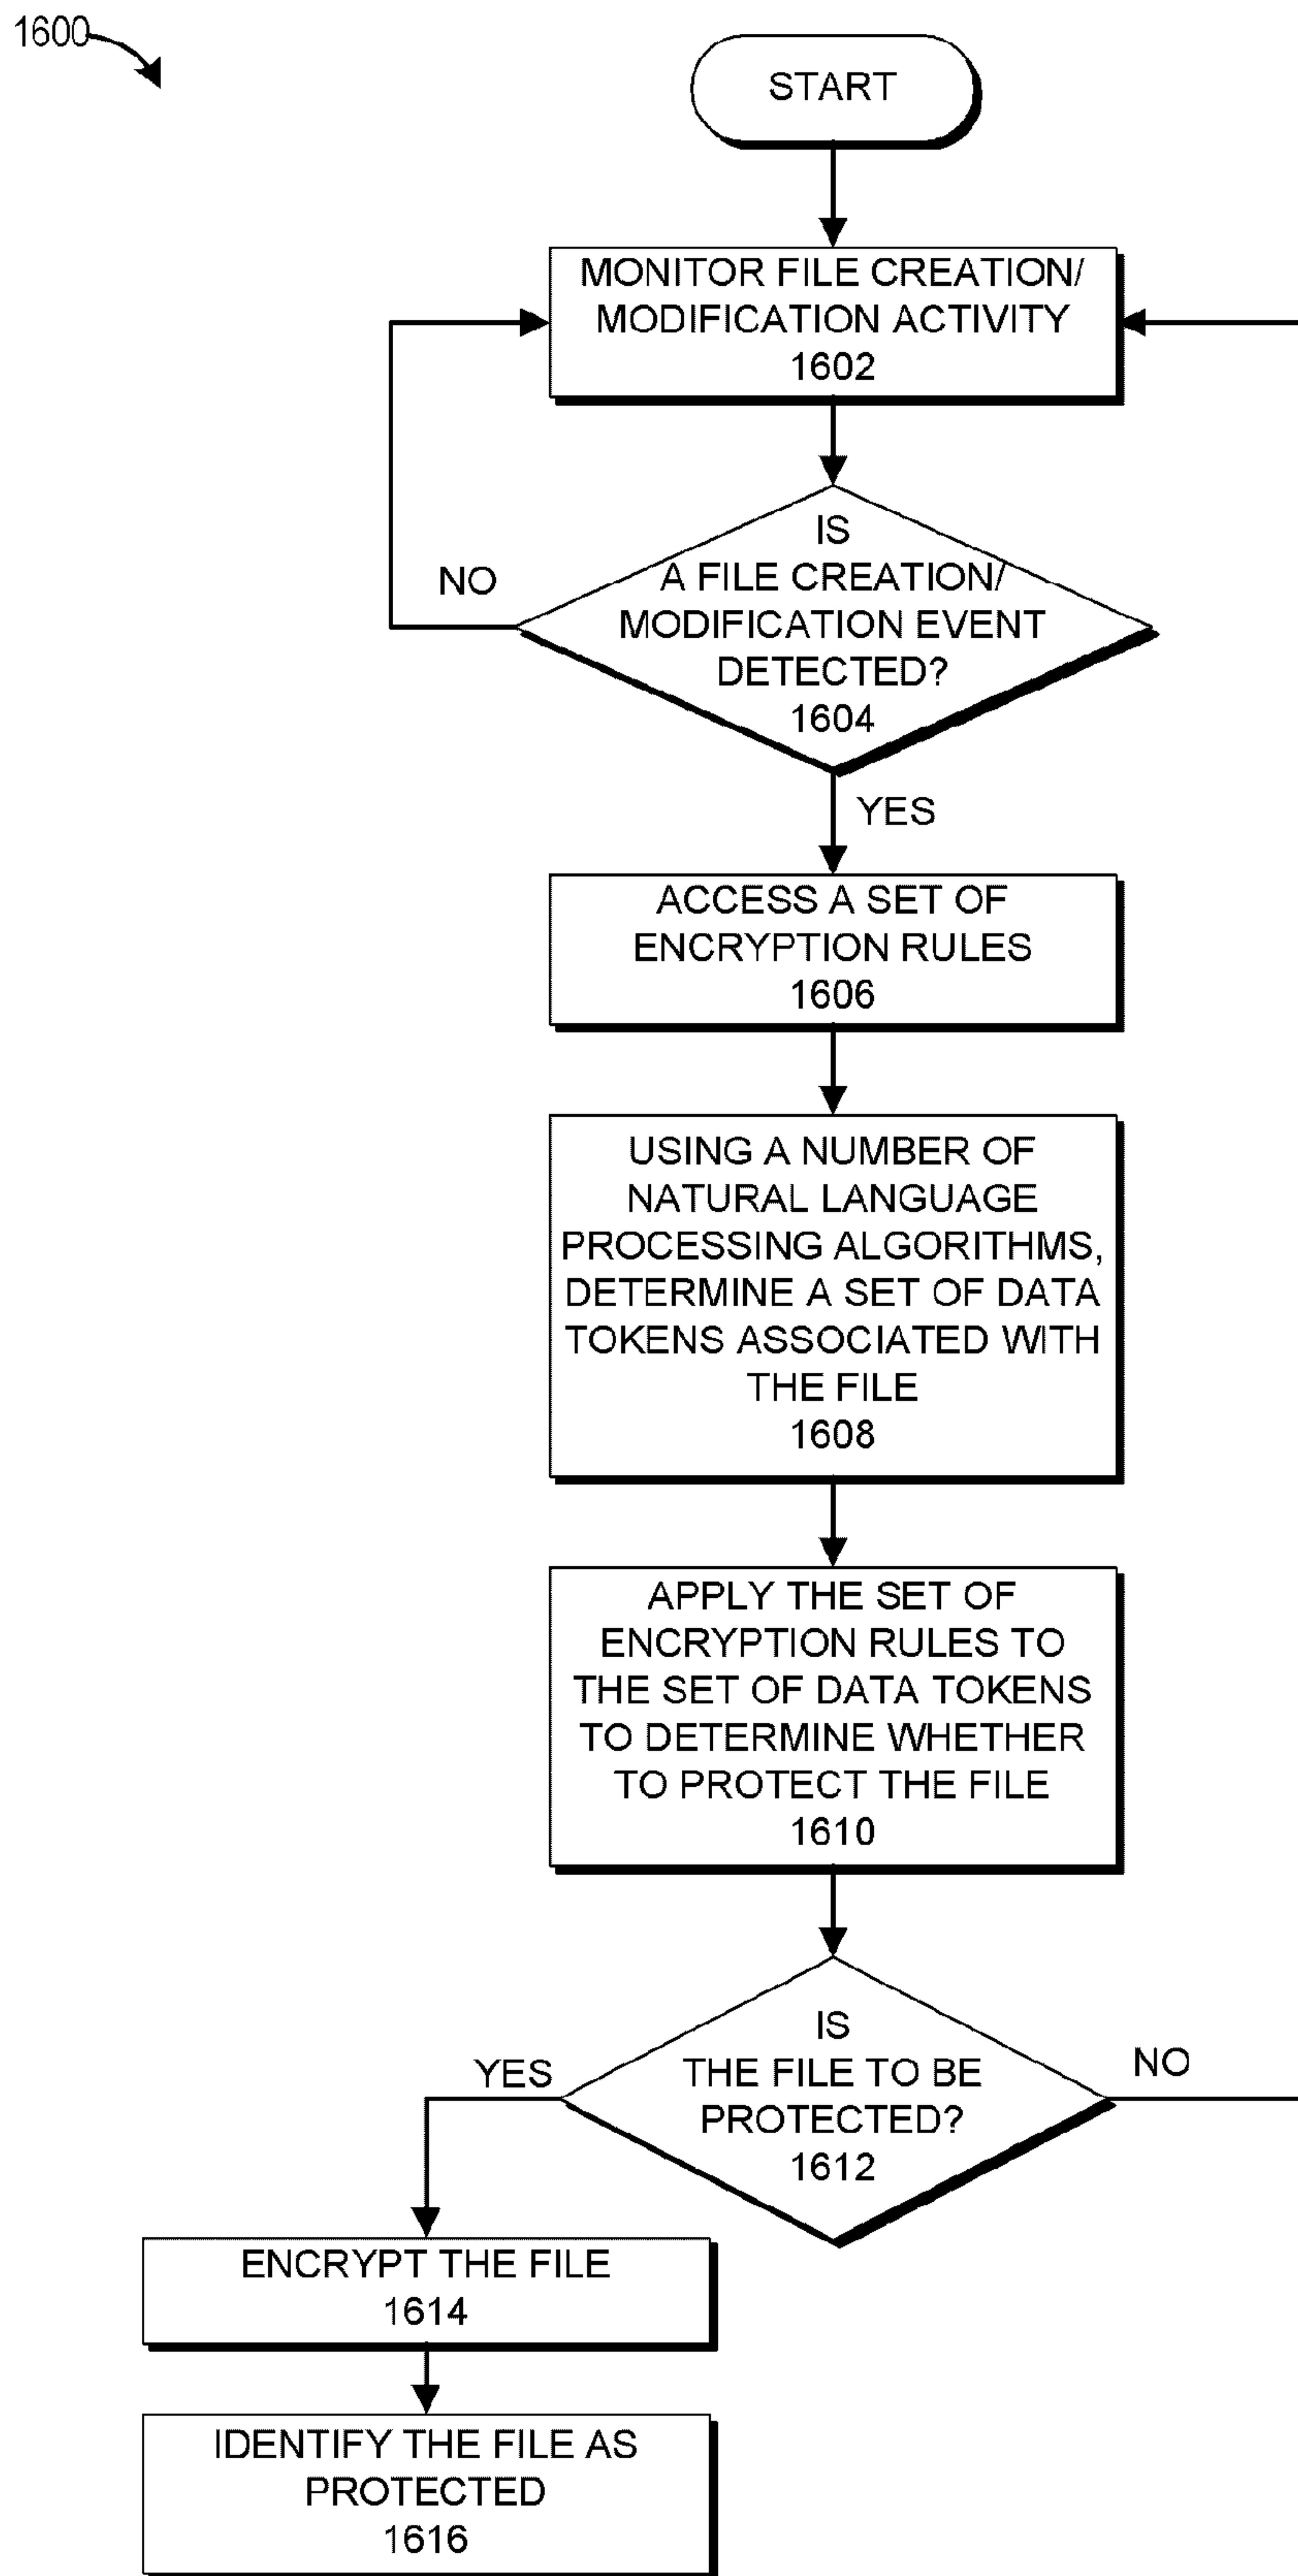 1600
START
MONITOR FILE CREATION/
MODIFICATION ACTIVITY
1602
IS
A FILE CREATION/
MODIFICATION EVENT
DETECTED?
1604
NO
YES
ACCESS A SET OF
ENCRYPTION RULES
1606
USING A NUMBER OF
NATURAL LANGUAGE
PROCESSING ALGORITHMS,
DETERMINE A SET OF DATA
TOKENS ASSOCIATED WITH
THE FILE
1608
APPLY THE SET OF
ENCRYPTION RULES TO
THE SET OF DATA TOKENS
TO DETERMINE WHETHER
TO PROTECT THE FILE
1610
IS
THE FILE TO BE
PROTECTED?
1612
YES
NO
ENCRYPT THE FILE
1614
IDENTIFY THE FILE AS
PROTECTED
1616